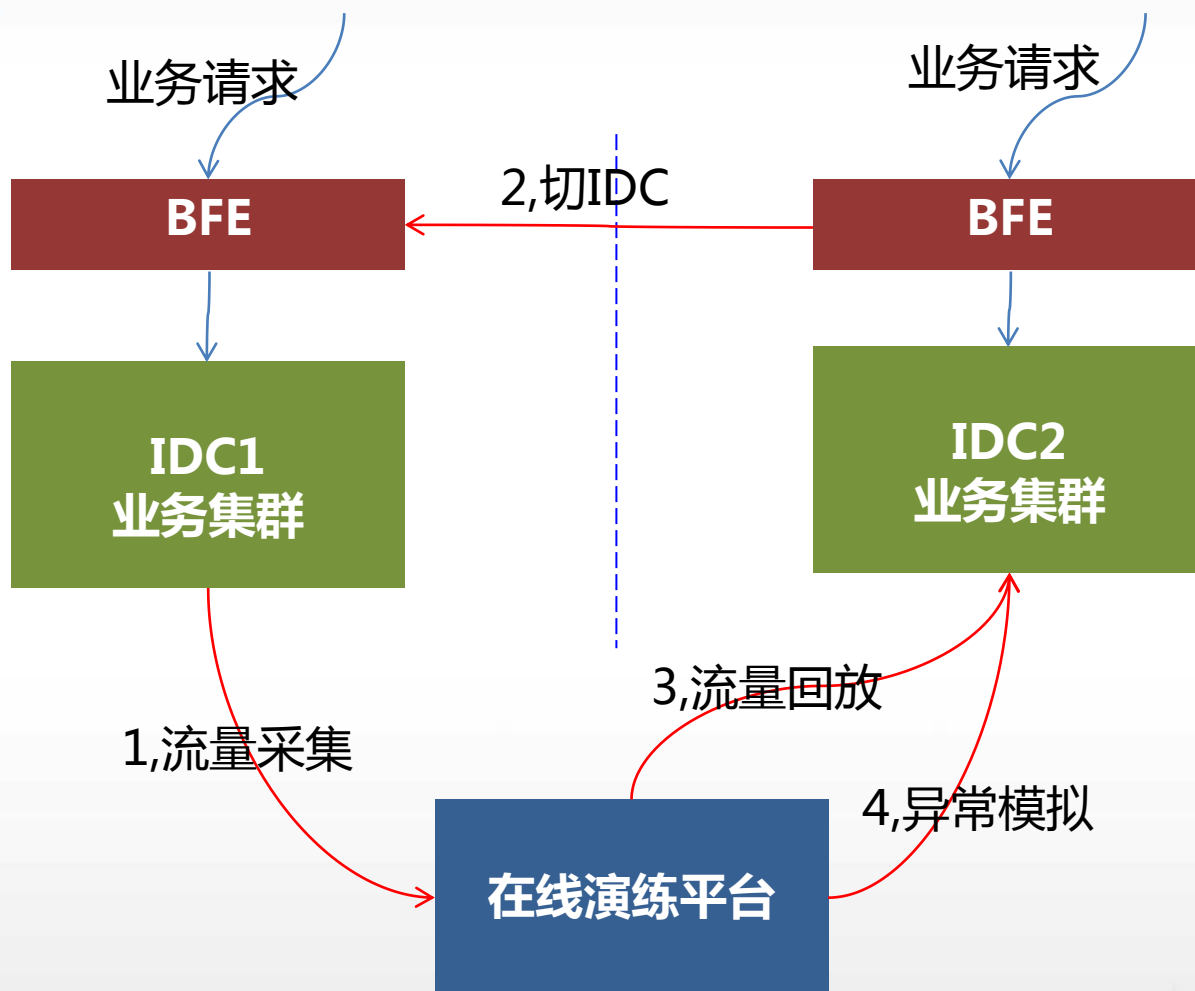 业务请求
业务请求
2,切IDC
BFE
BFE
IDC1
业务集群
IDC2
业务集群
3,流量回放
1,流量采集
4,异常模拟
在线演练平台